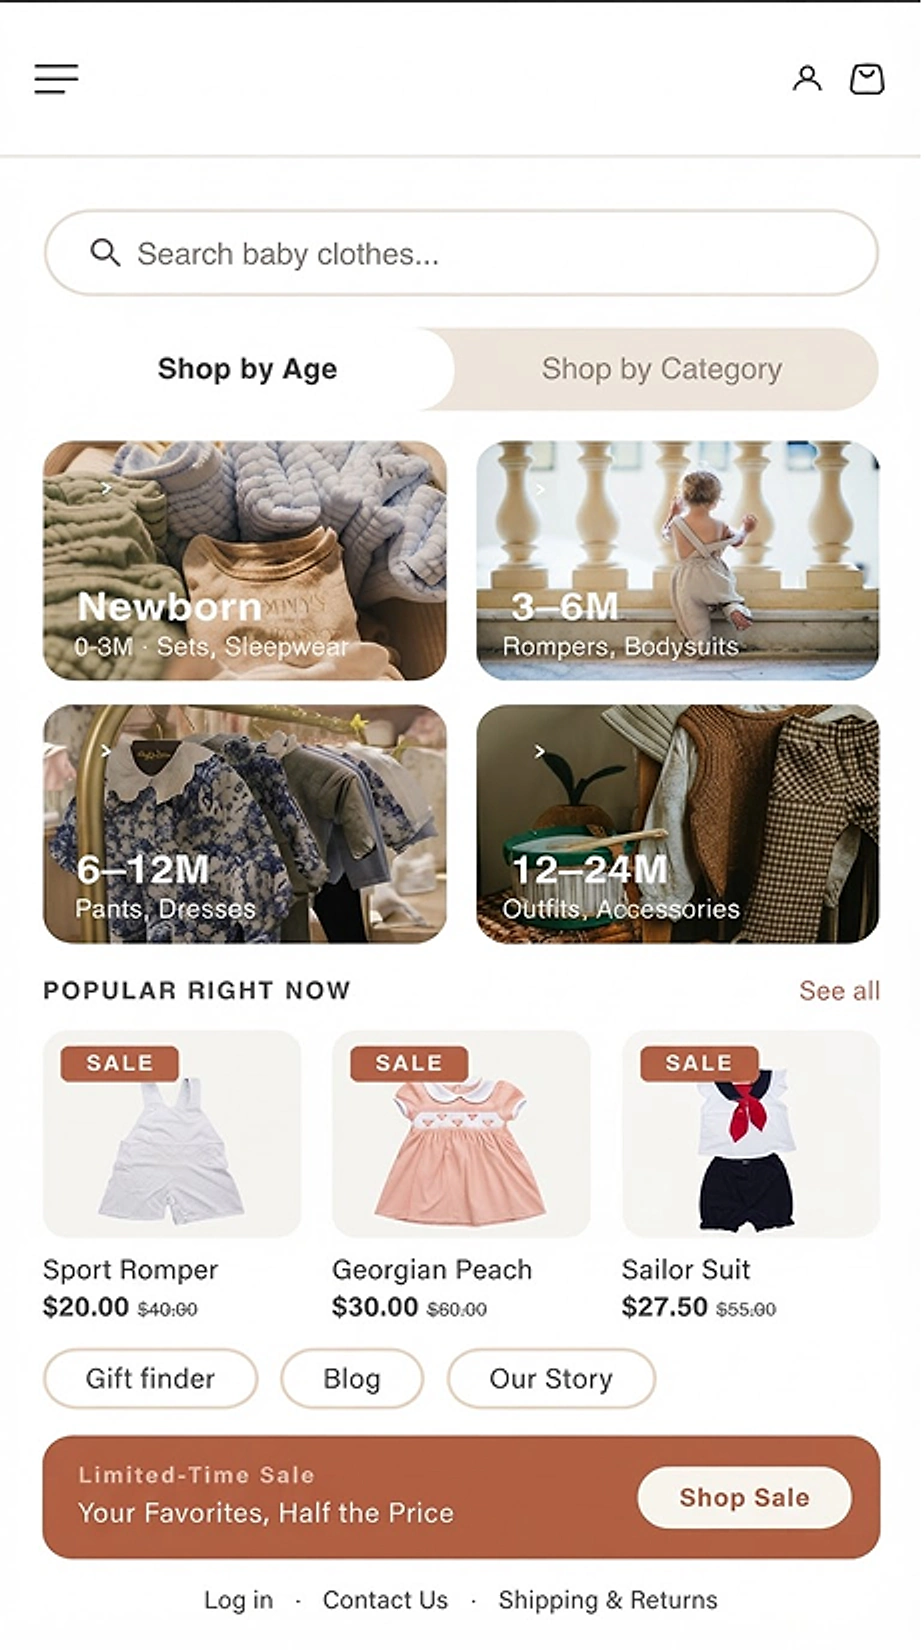 Search baby clothes...
Shop by Age
Shop by Category
Newborn
0-3M · Sets, Sleepwear
3–6M
Rompers, Bodysuits
6–12M
Pants, Dresses
12–24M
Outfits, Accessories
POPULAR RIGHT NOW
See all
SALE
SALE
SALE
Sport Romper
$20.00 $40.00
Georgian Peach
$30.00 $60.00
Sailor Suit
$27.50 $55.00
Gift finder
Blog
Our Story
Limited-Time Sale
Your Favorites, Half the Price
Shop Sale
Log in · Contact Us · Shipping & Returns